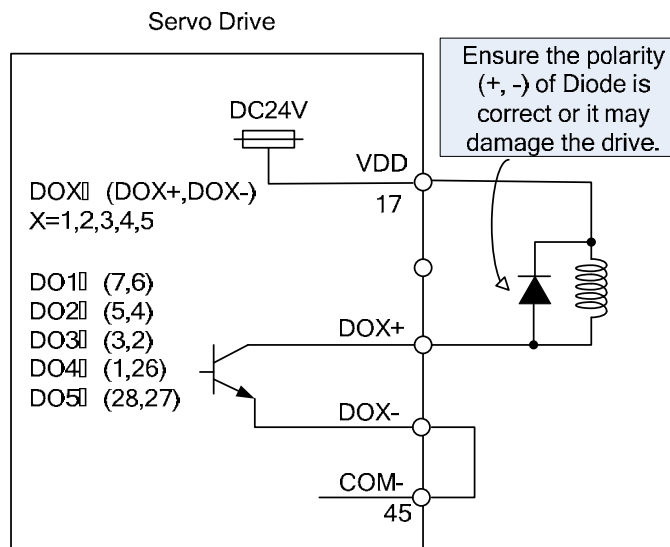 Servo Drive
Ensure the polarity
(+, -) of Diode is
correct or it may
damage the drive.
DC24V
VDD
17
DOX▯ (DOX+,DOX-)
X=1,2,3,4,5
DO1▯ (7,6)
DO2▯ (5,4)
DO3▯ (3,2)
DO4▯ (1,26)
DO5▯ (28,27)
DOX+
DOX-
COM-
45